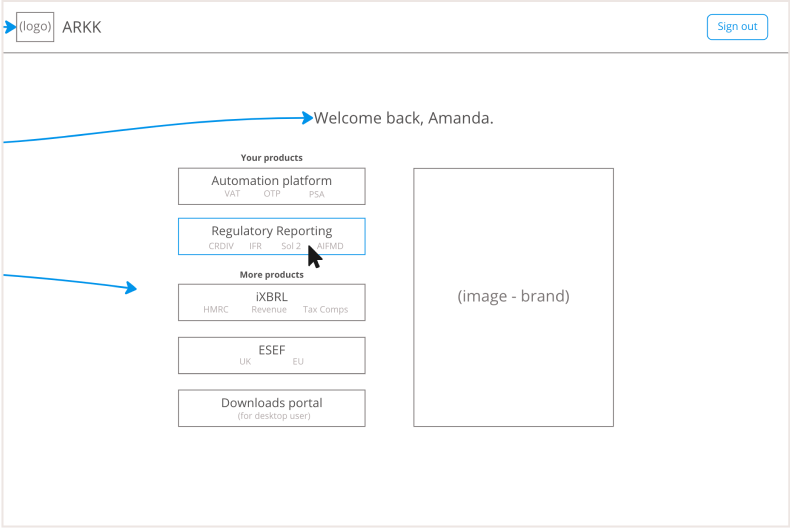 (logo) ARKK
Sign out
Welcome back, Amanda.
Your products
Automation platform
VAT OTP PSA
Regulatory Reporting
CRDIV IFR Sol 2 AIFMD
More products
iXBRL
HMRC Revenue Tax Comps
ESEF
UK EU
Downloads portal
(for desktop user)
(image - brand)